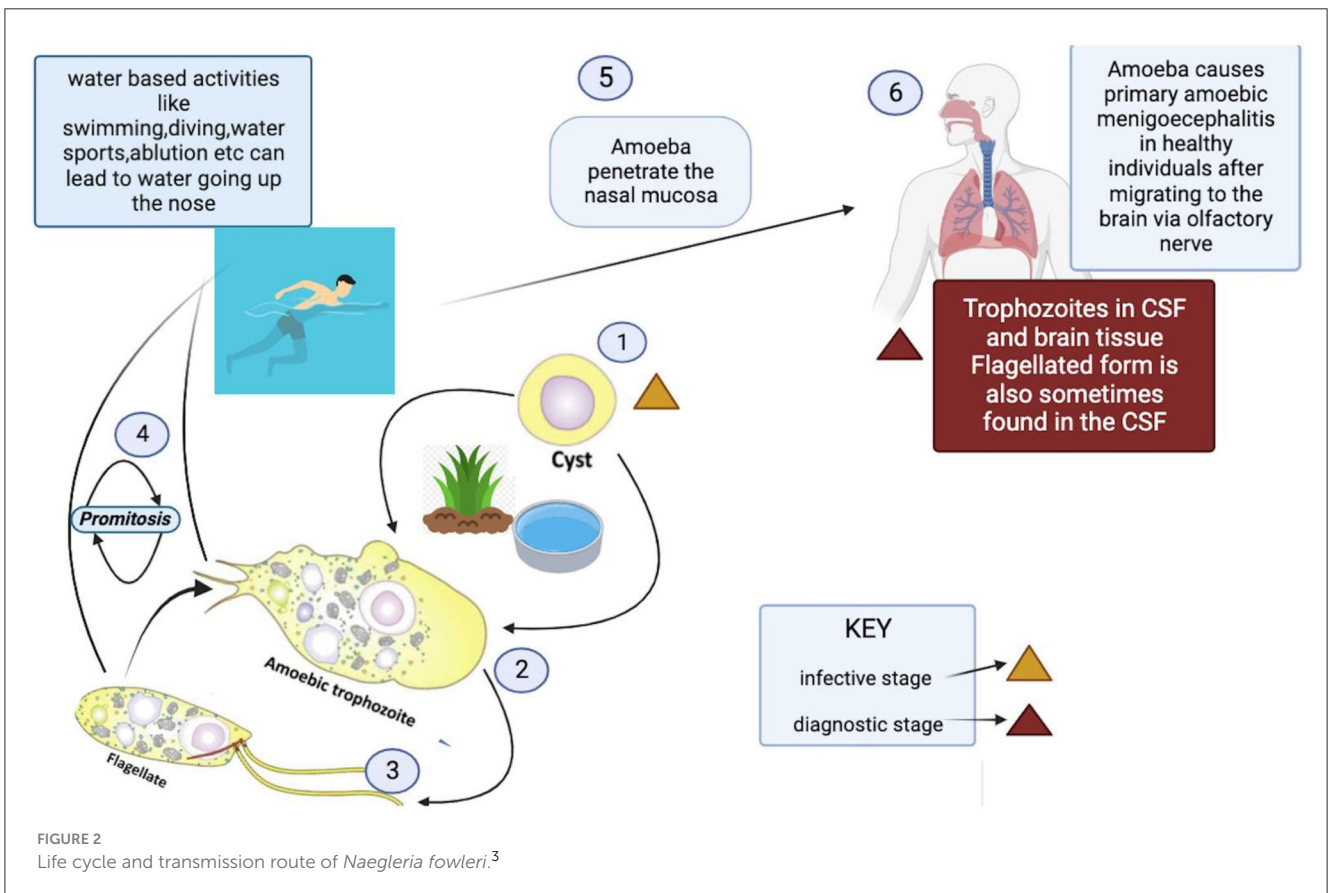 water based activities
like
swimming,diving,water
sports,ablution etc can
lead to water going up
the nose
5
Amoeba
penetrate the
nasal mucosa
6
Amoeba causes
primary amoebic
menigoecephalitis
in healthy
individuals after
migrating to the
brain via olfactory
nerve
Trophozoites in CSF
and brain tissue
Flagellated form is
also sometimes
found in the CSF
1
Cyst
4
Promitosis
Amoebic trophozoite
2
Flagellate
3
KEY
infective stage
diagnostic stage
FIGURE 2
Life cycle and transmission route of Naegleria fowleri.3